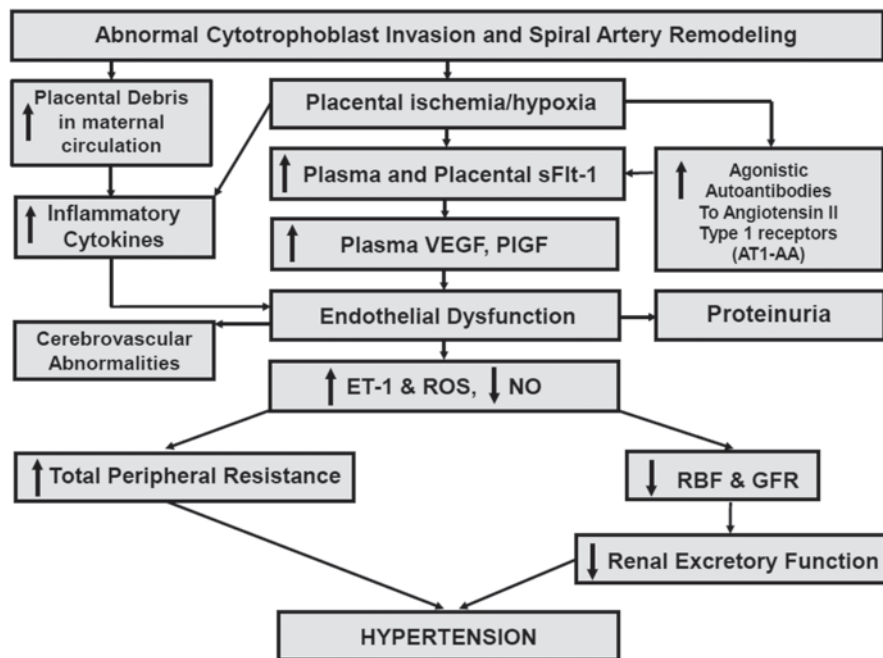 Abnormal Cytotrophoblast Invasion and Spiral Artery Remodeling
Placental Debris
in maternal
circulation
Placental ischemia/hypoxia
Plasma and Placental sFlt-1
Agonistic
Autoantibodies
To Angiotensin II
Type 1 receptors
(AT1-AA)
Inflammatory
Cytokines
Plasma VEGF, PIGF
Endothelial Dysfunction
Proteinuria
Cerebrovascular
Abnormalities
ET-1 & ROS, NO
Total Peripheral Resistance
RBF & GFR
Renal Excretory Function
HYPERTENSION